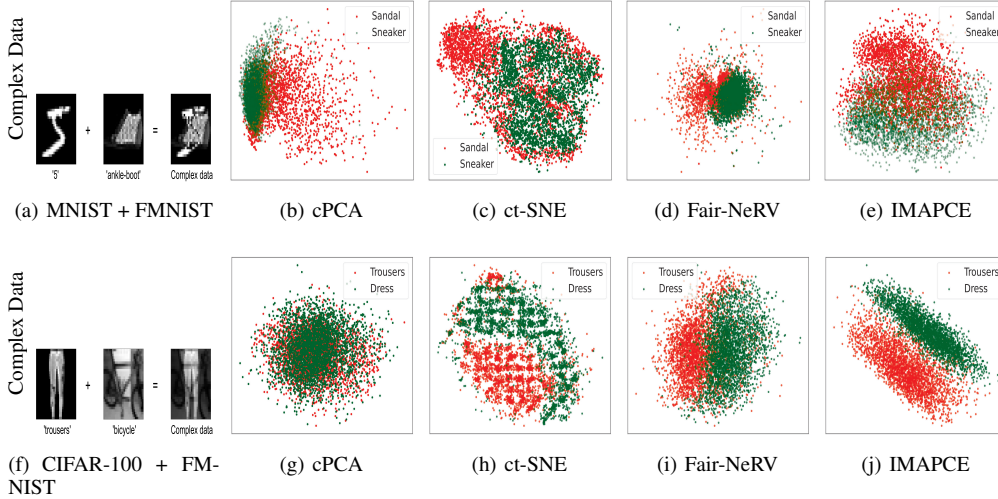 Complex Data
+
=
'5'
'ankle-boot'
Complex data
Sandal
Sneaker
Sandal
Sneaker
Sandal
Sneaker
Sandal
Sneaker
(a) MNIST + FMNIST
(b) cPCA
(c) ct-SNE
(d) Fair-NeRV
(e) IMAPCE
Complex Data
+
=
'trousers'
'bicycle'
Complex data
Trousers
Dress
Trousers
Dress
Trousers
Dress
Trousers
Dress
(f) CIFAR-100 + FM-
NIST
(g) cPCA
(h) ct-SNE
(i) Fair-NeRV
(j) IMAPCE